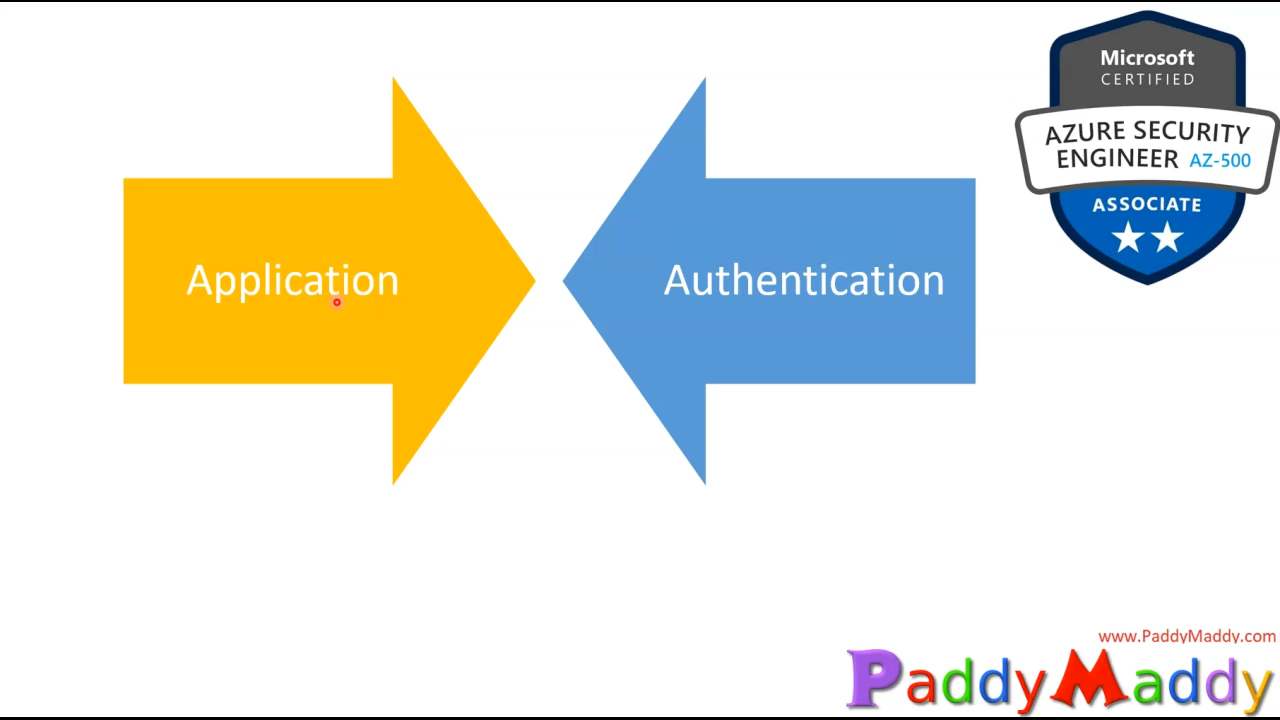 Microsoft
CERTIFIED
AZURE SECURITY
ENGINEER AZ-500
ASSOCIATE
Application
Authentication
www.PaddyMaddy.com
PaddyMaddy